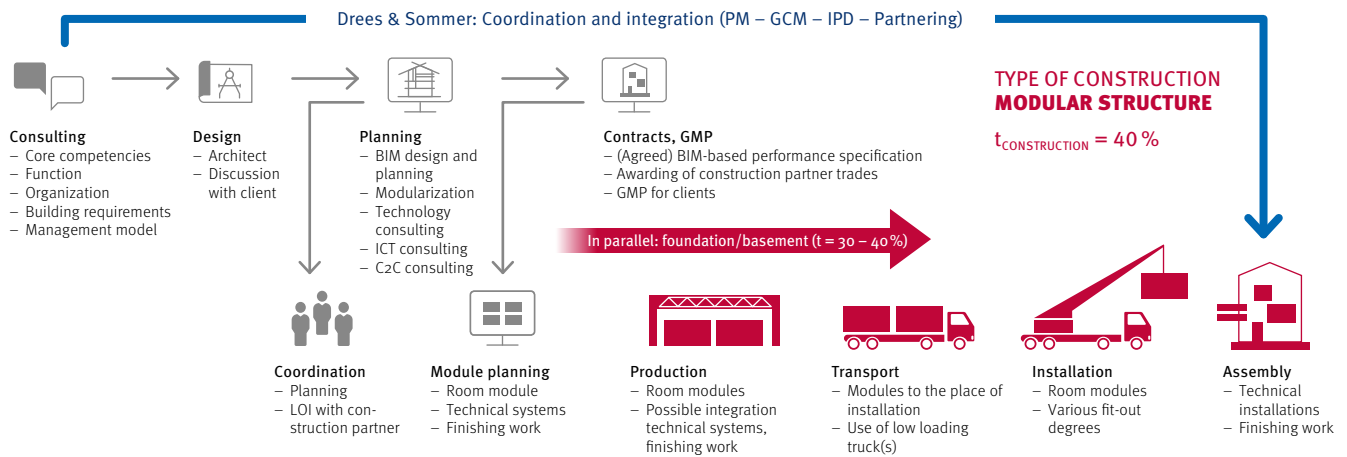 Drees & Sommer: Coordination and integration (PM – GCM – IPD – Partnering)
TYPE OF CONSTRUCTION
MODULAR STRUCTURE
tCONSTRUCTION = 40 %
Consulting
– Core competencies
– Function
– Organization
– Building requirements
– Management model
Design
– Architect
– Discussion
with client
Planning
– BIM design and
planning
– Modularization
– Technology
consulting
– ICT consulting
– C2C consulting
Contracts, GMP
– (Agreed) BIM-based performance specification
– Awarding of construction partner trades
– GMP for clients
In parallel: foundation/basement (t = 30 – 40 %)
Coordination
– Planning
– LOI with con-
struction partner
Module planning
– Room module
– Technical systems
– Finishing work
Production
– Room modules
– Possible integration
technical systems,
finishing work
Transport
– Modules to the place of
installation
– Use of low loading
truck(s)
Installation
– Room modules
– Various fit-out
degrees
Assembly
– Technical
installations
– Finishing work